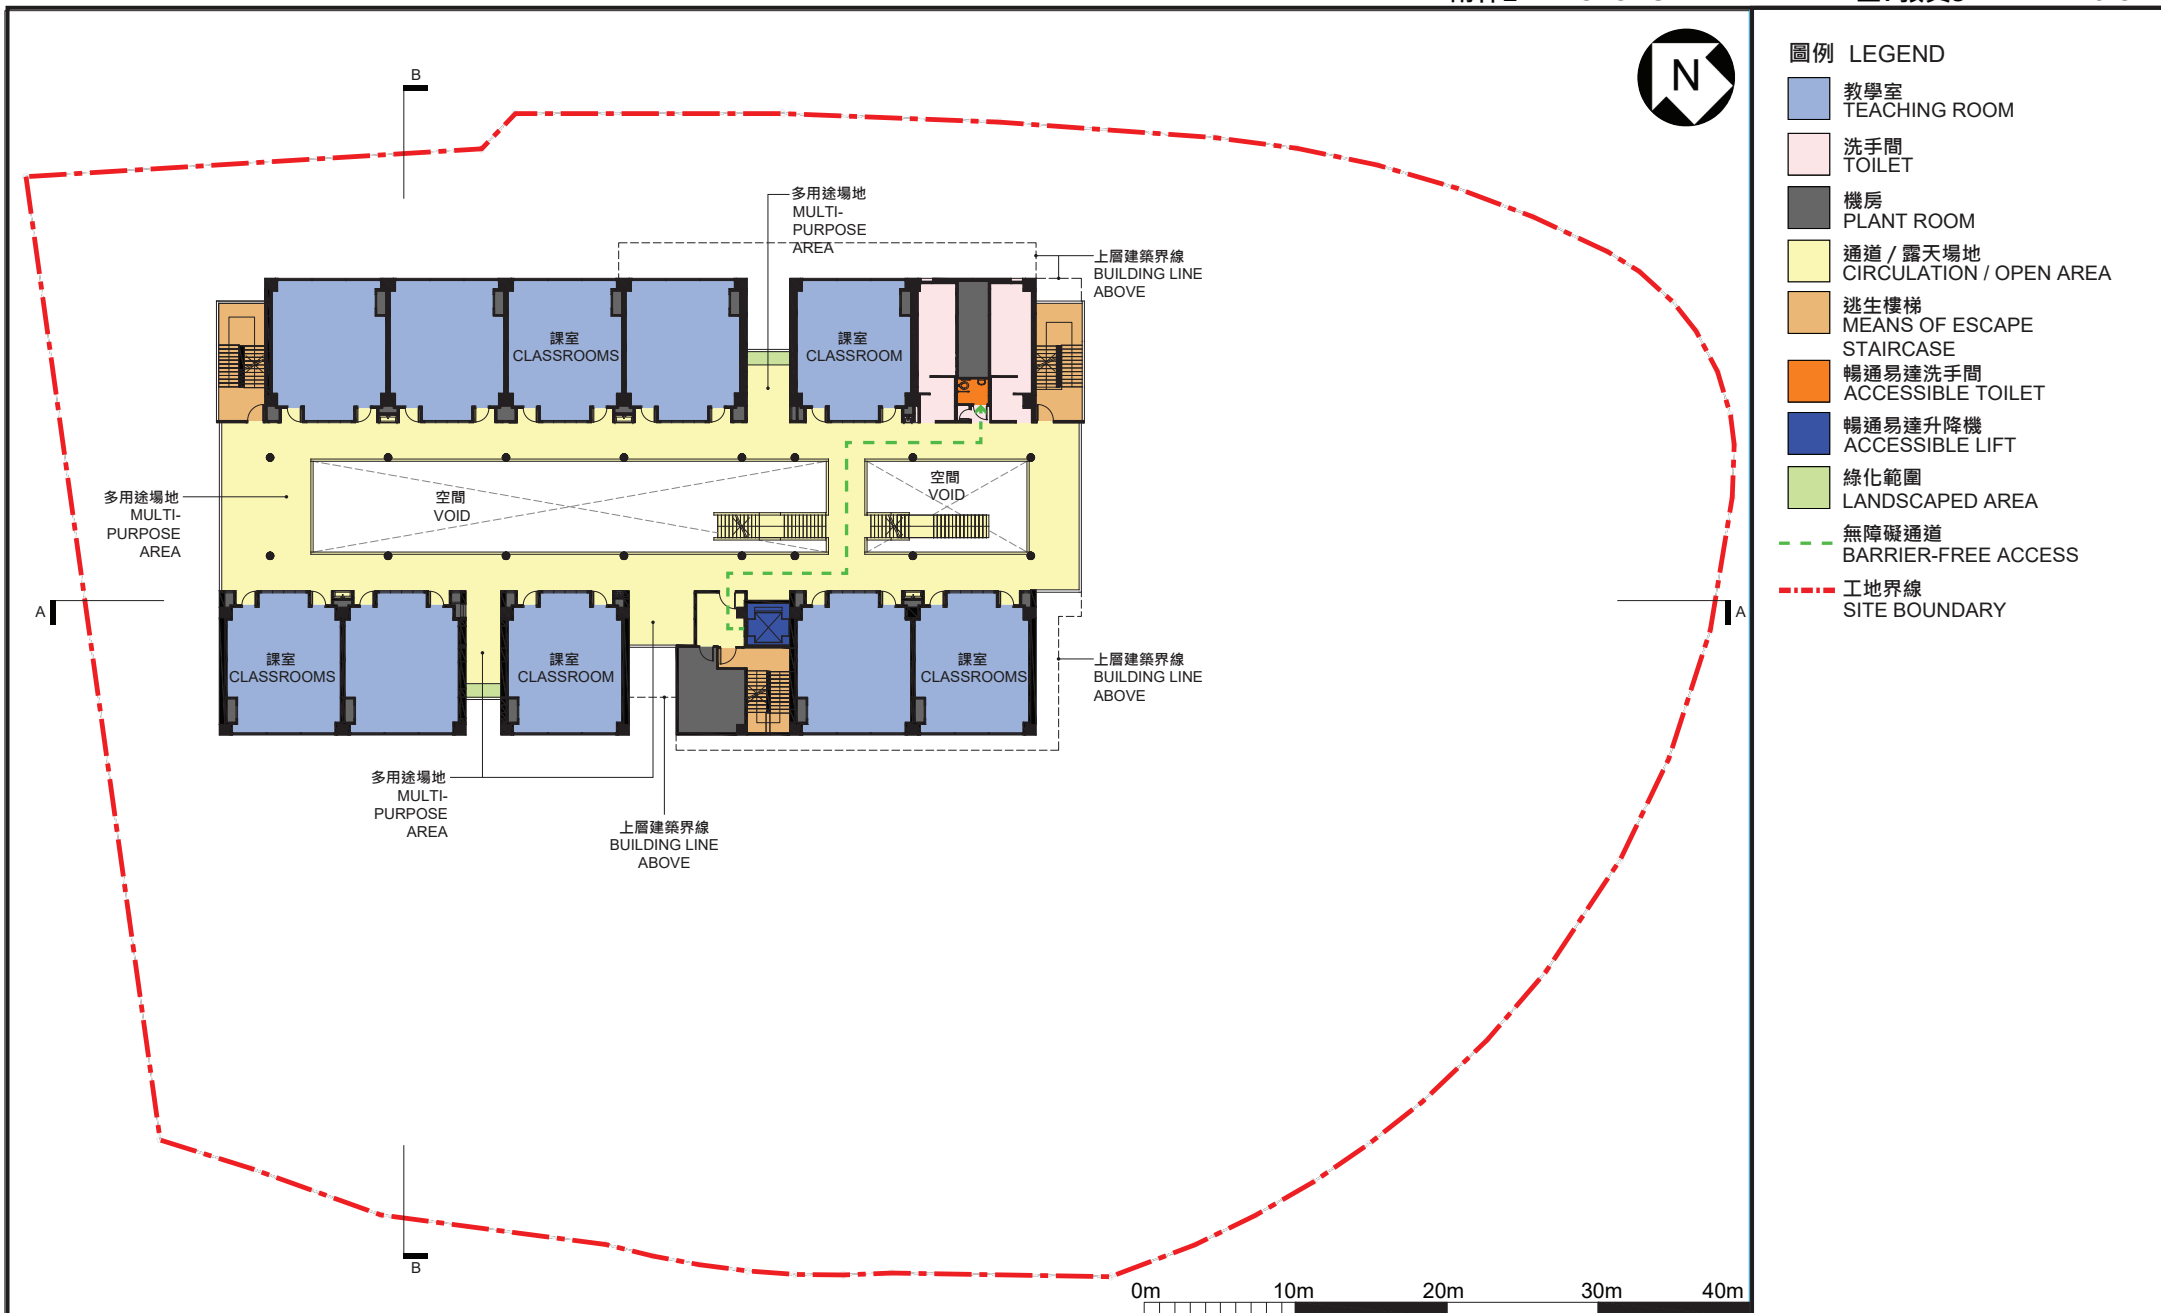 N
圖例 LEGEND
教學室
TEACHING ROOM
洗手間
TOILET
機房
PLANT ROOM
通道 / 露天場地
CIRCULATION / OPEN AREA
逃生樓梯
MEANS OF ESCAPE
STAIRCASE
暢通易達洗手間
ACCESSIBLE TOILET
暢通易達升降機
ACCESSIBLE LIFT
綠化範圍
LANDSCAPED AREA
無障礙通道
BARRIER-FREE ACCESS
工地界線
SITE BOUNDARY
B
多用途場地
MULTI-
PURPOSE
AREA
上層建築界線
BUILDING LINE
ABOVE
課室
CLASSROOMS
課室
CLASSROOM
多用途場地
MULTI-
PURPOSE
AREA
空間
VOID
空間
VOID
A
A
課室
CLASSROOMS
課室
CLASSROOM
課室
CLASSROOMS
上層建築界線
BUILDING LINE
ABOVE
多用途場地
MULTI-
PURPOSE
AREA
上層建築界線
BUILDING LINE
ABOVE
B
0m 10m 20m 30m 40m